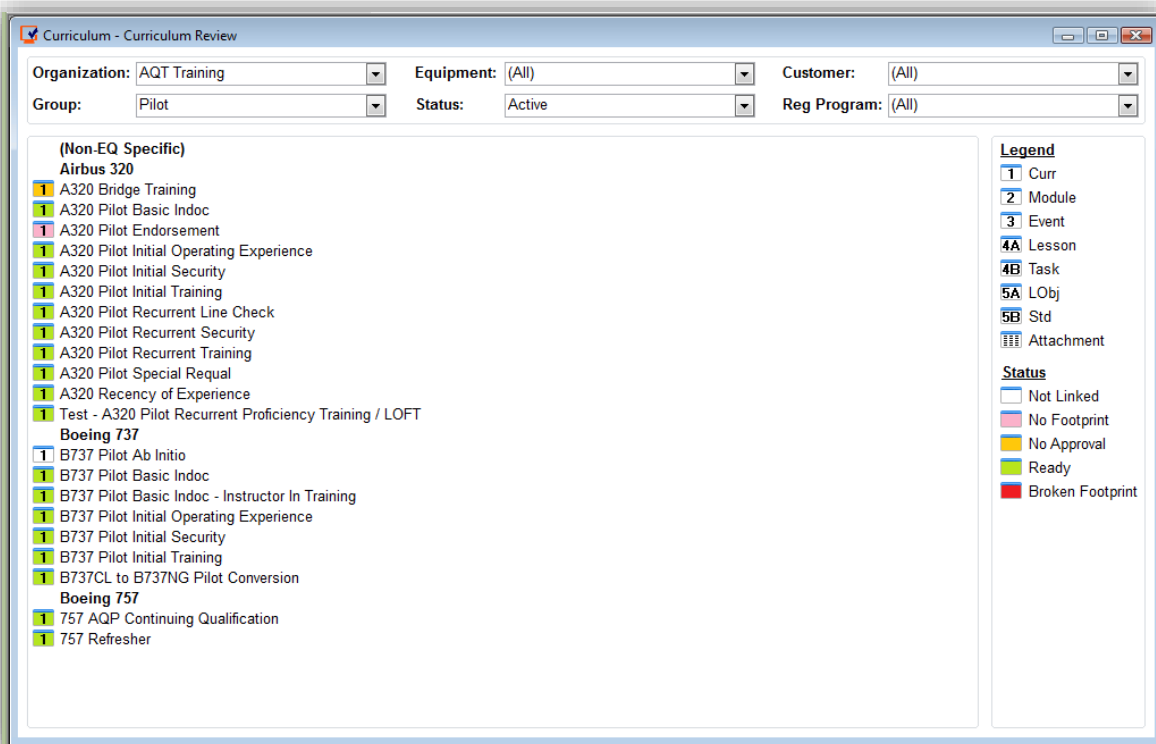 Curriculum - Curriculum Review
Organization: AQT Training Equipment: (All) Customer: (All)
Group: Pilot Status: Active Reg Program: (All)
(Non-EQ Specific)
Airbus 320
1 A320 Bridge Training
1 A320 Pilot Basic Indoc
1 A320 Pilot Endorsement
1 A320 Pilot Initial Operating Experience
1 A320 Pilot Initial Security
1 A320 Pilot Initial Training
1 A320 Pilot Recurrent Line Check
1 A320 Pilot Recurrent Security
1 A320 Pilot Recurrent Training
1 A320 Pilot Special Requal
1 A320 Recency of Experience
1 Test - A320 Pilot Recurrent Proficiency Training / LOFT
Boeing 737
1 B737 Pilot Ab Initio
1 B737 Pilot Basic Indoc
1 B737 Pilot Basic Indoc - Instructor In Training
1 B737 Pilot Initial Operating Experience
1 B737 Pilot Initial Security
1 B737 Pilot Initial Training
1 B737CL to B737NG Pilot Conversion
Boeing 757
1 757 AQP Continuing Qualification
1 757 Refresher
Legend
1 Curr
2 Module
3 Event
4A Lesson
4B Task
5A LObj
5B Std
Attachment
Status
Not Linked
No Footprint
No Approval
Ready
Broken Footprint